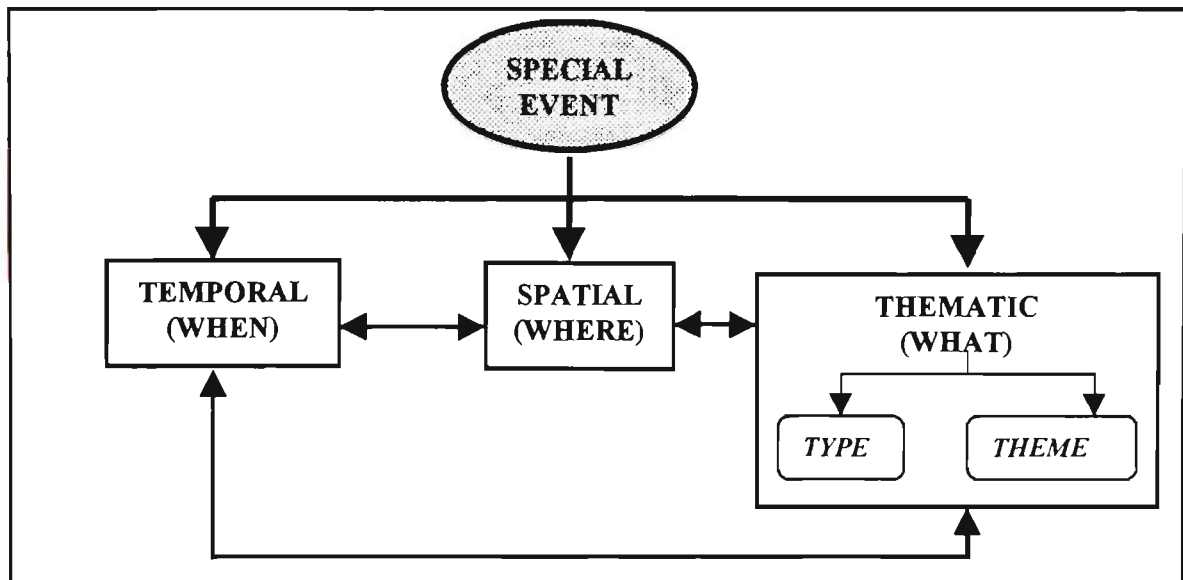 SPECIAL
EVENT
TEMPORAL
(WHEN)
SPATIAL
(WHERE)
THEMATIC
(WHAT)
TYPE
THEME